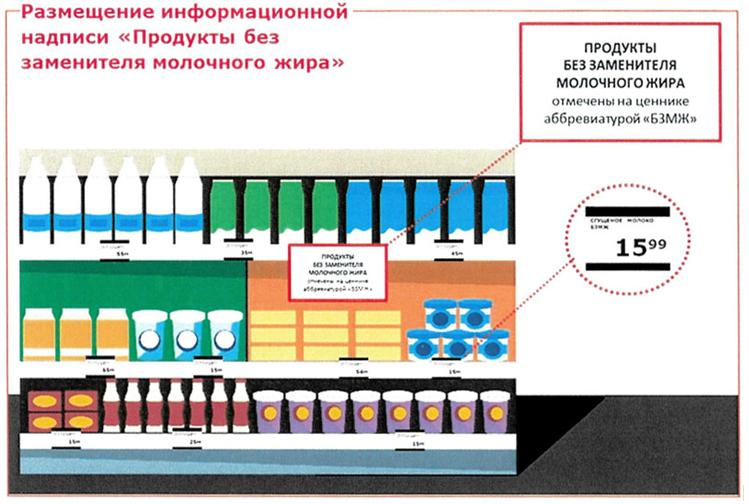 Размещение информационной
надписи «Продукты без
заменителя молочного жира»
ПРОДУКТЫ
БЕЗ ЗАМЕНИТЕЛЯ
МОЛОЧНОГО ЖИРА
отмечены на ценнике
аббревиатурой «БЗМЖ»
ПРОДУКТЫ
БЕЗ ЗАМЕНИТЕЛЯ
МОЛОЧНОГО ЖИРА
отмечены на ценнике
аббревиатурой «БЗМЖ»
СГУЩЕНОЕ МОЛОКО
БЗМЖ
15 99